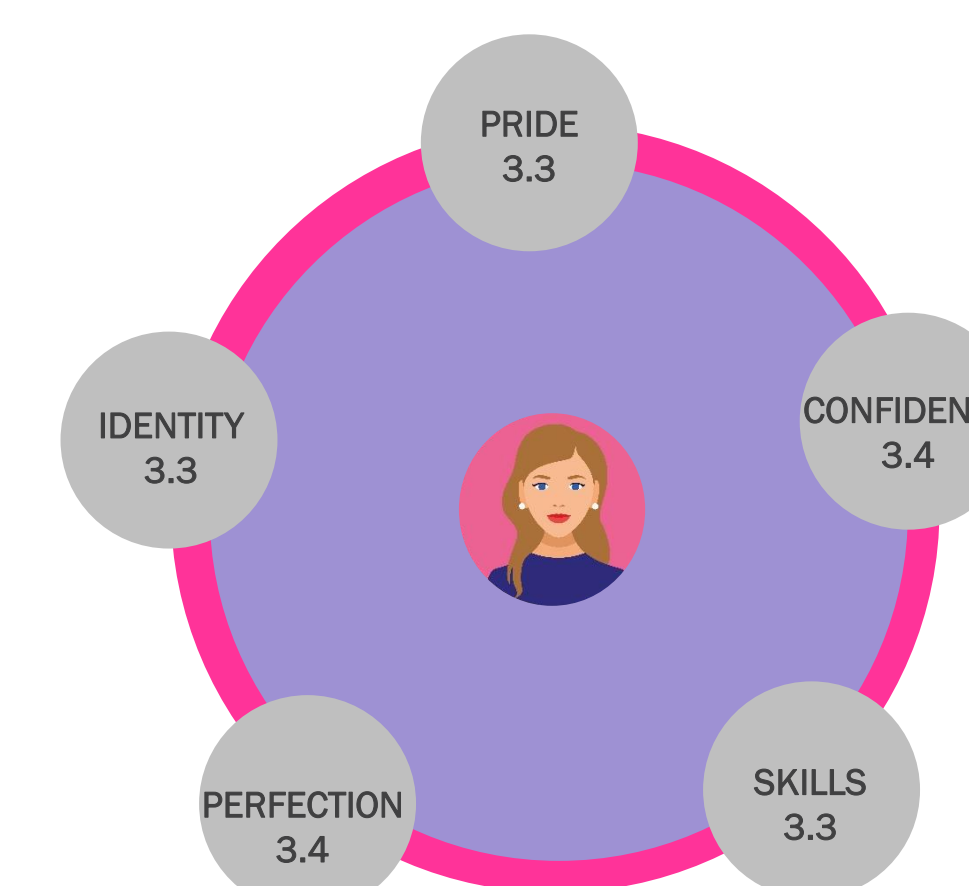 PRIDE
3.3
CONFIDEN
3.4
IDENTITY
3.3
SKILLS
3.3
PERFECTION
3.4